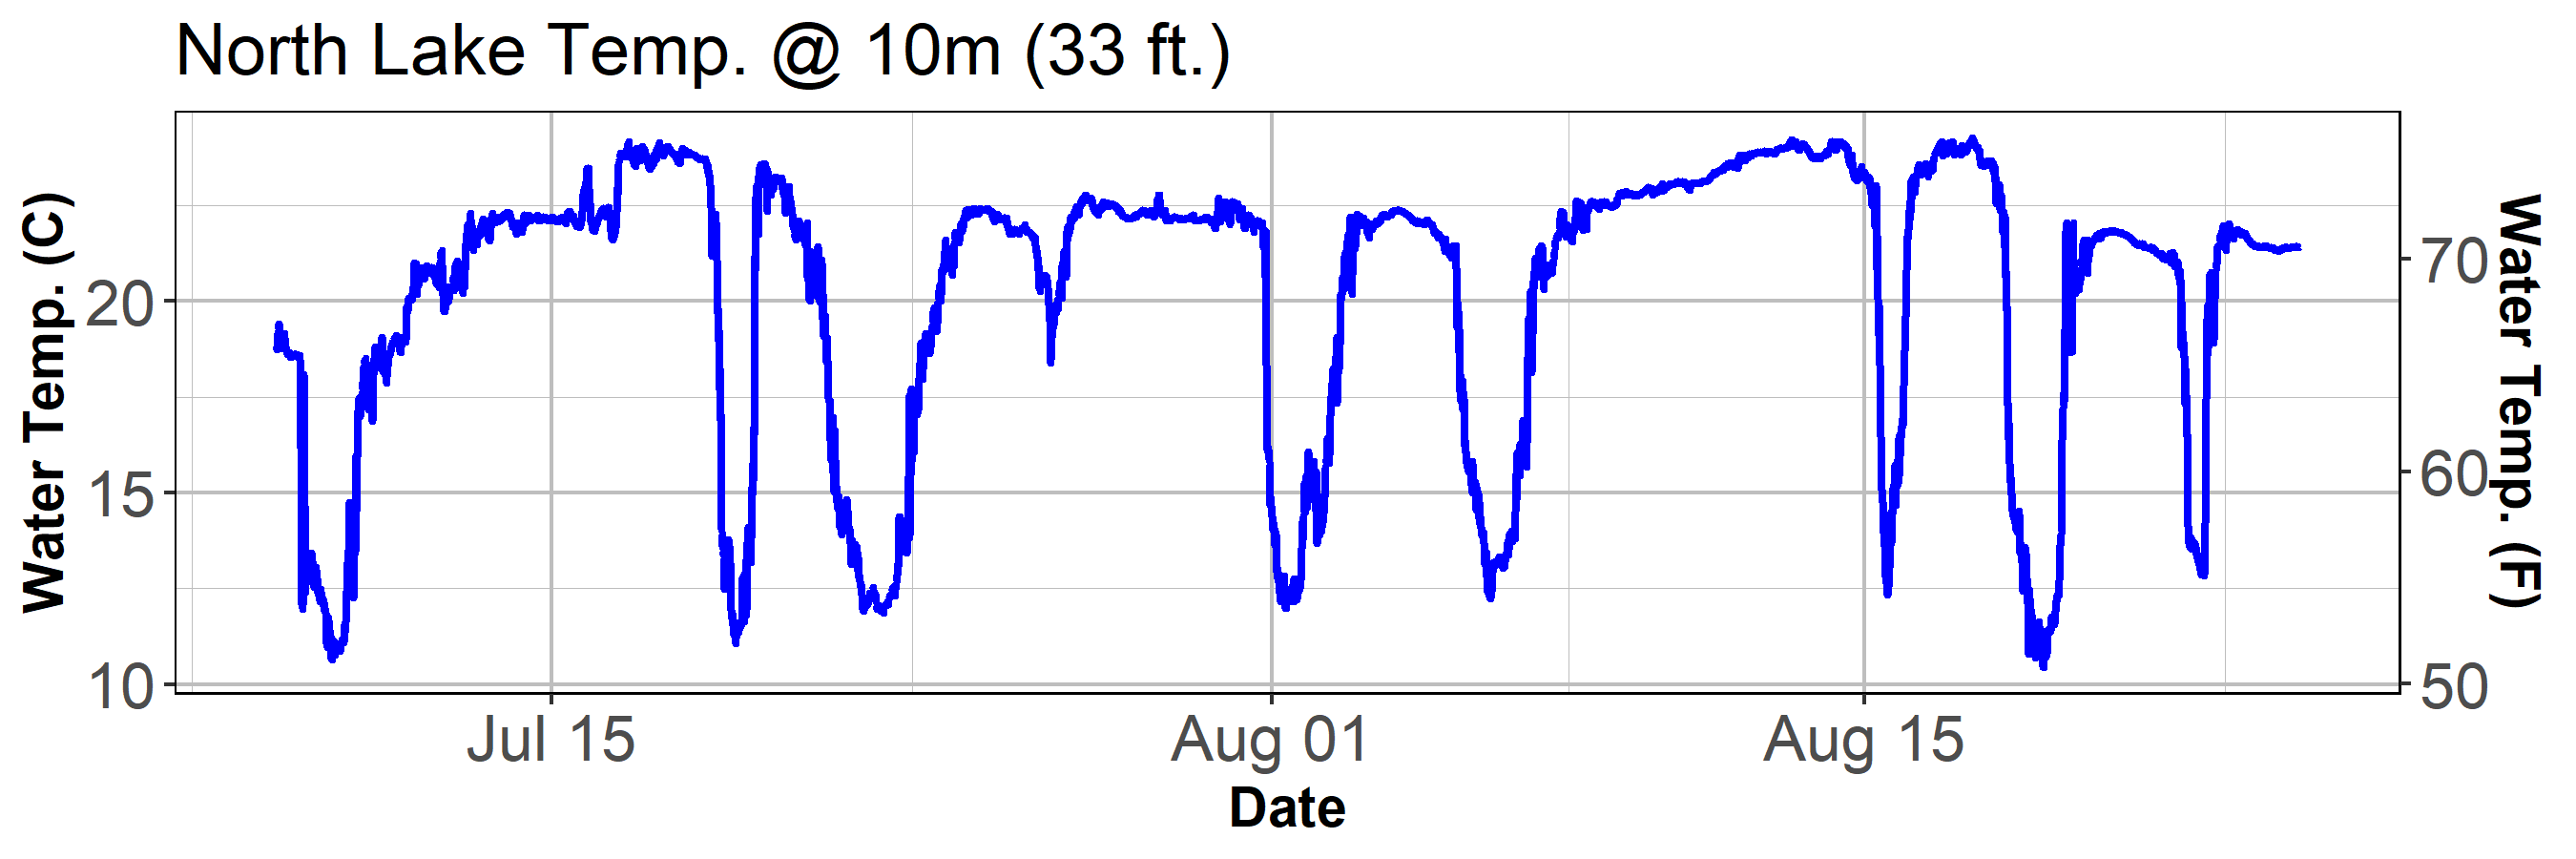 North Lake Temp. @ 10m (33 ft.)
Water Temp. (C)
20
15
10
70
60
50
Water Temp. (F)
Jul 15
Aug 01
Aug 15
Date